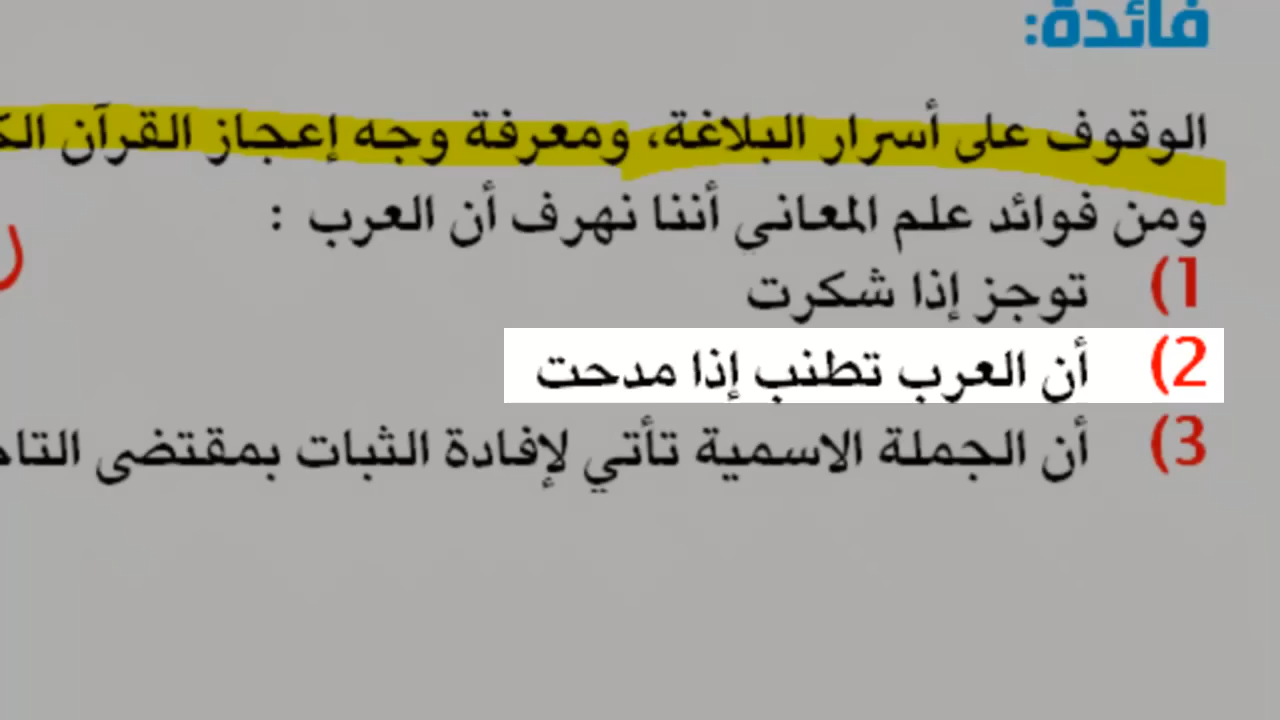 فائدة:
الوقوف على أسرار البلاغة، ومعرفة وجه إعجاز القرآن
ومن فوائد علم المعاني أننا نهرف أن العرب :
1) توجز إذا شكرت
2) أن العرب تطنب إذا مدحت
3) أن الجملة الاسمية تأتي لإفادة الثبات بمقتضى